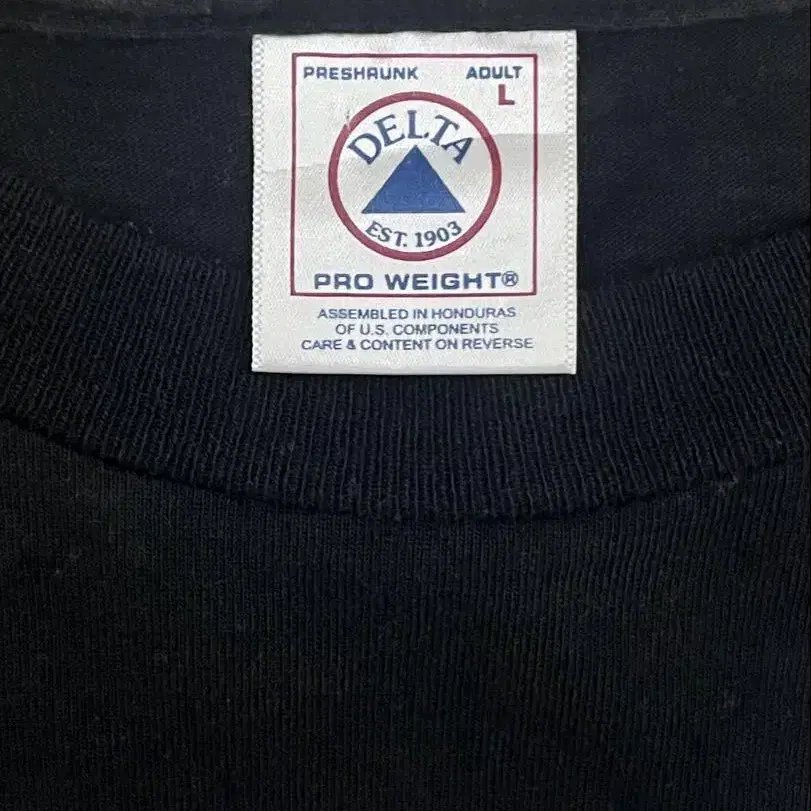 PRESHRUNK ADULT
L
DELTA
EST. 1903
PRO WEIGHT®
ASSEMBLED IN HONDURAS
OF U.S. COMPONENTS
CARE & CONTENT ON REVERSE